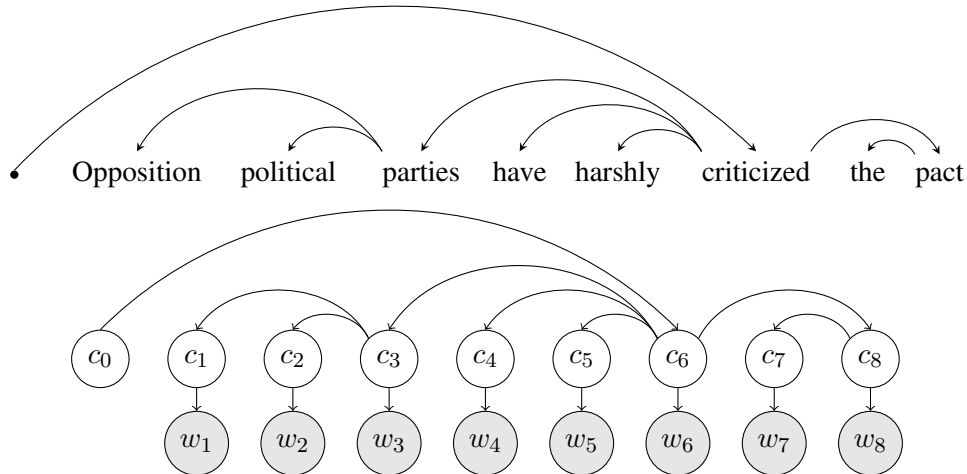 Opposition political parties have harshly criticized the pact
c0 c1 c2 c3 c4 c5 c6 c7 c8
w1 w2 w3 w4 w5 w6 w7 w8